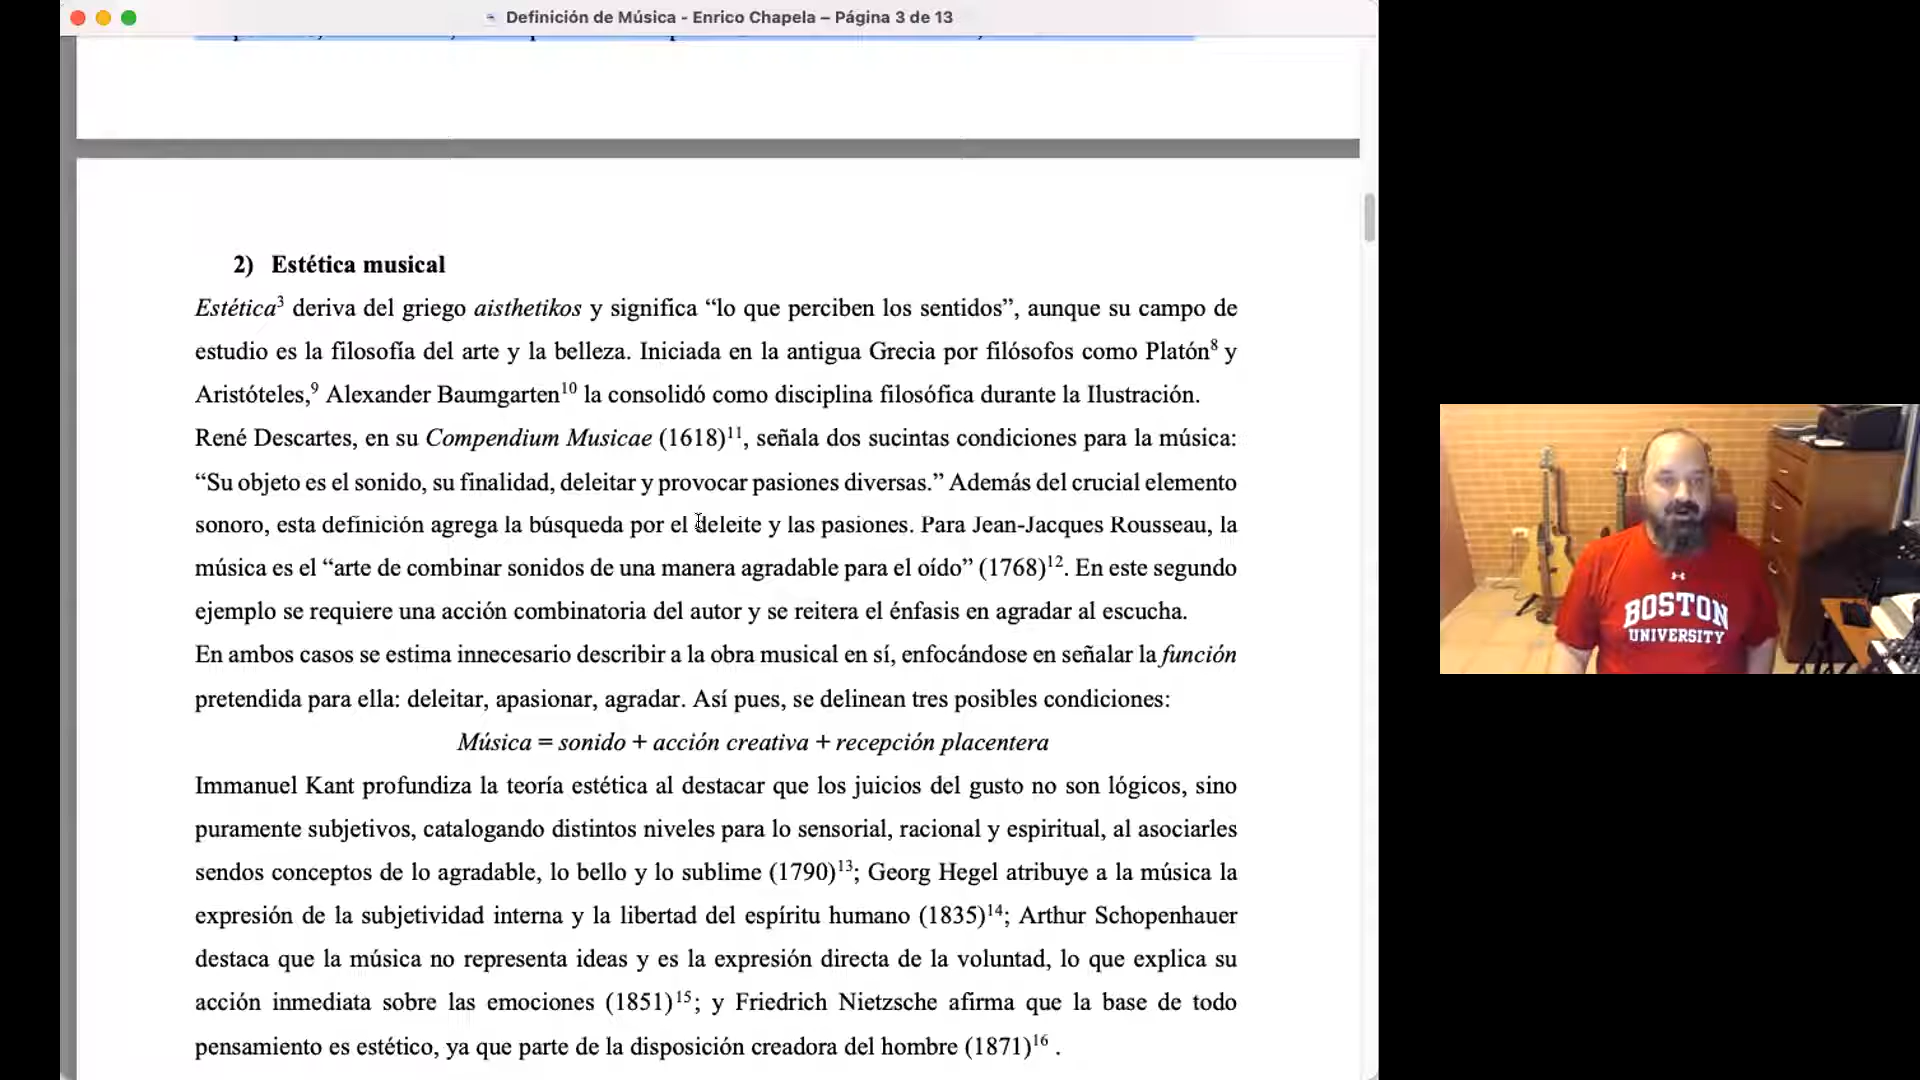 Definición de Música - Enrico Chapela – Página 3 de 13
2) Estética musical
Estética³ deriva del griego aisthetikos y significa “lo que perciben los sentidos”, aunque su campo de
estudio es la filosofía del arte y la belleza. Iniciada en la antigua Grecia por filósofos como Platón⁸ y
Aristóteles,⁹ Alexander Baumgarten¹⁰ la consolidó como disciplina filosófica durante la Ilustración.
René Descartes, en su Compendium Musicae (1618)¹¹, señala dos sucintas condiciones para la música:
“Su objeto es el sonido, su finalidad, deleitar y provocar pasiones diversas.” Además del crucial elemento
sonoro, esta definición agrega la búsqueda por el deleite y las pasiones. Para Jean-Jacques Rousseau, la
música es el “arte de combinar sonidos de una manera agradable para el oído” (1768)¹². En este segundo
ejemplo se requiere una acción combinatoria del autor y se reitera el énfasis en agradar al escucha.
En ambos casos se estima innecesario describir a la obra musical en sí, enfocándose en señalar la función
pretendida para ella: deleitar, apasionar, agradar. Así pues, se delinean tres posibles condiciones:
Música = sonido + acción creativa + recepción placentera
Immanuel Kant profundiza la teoría estética al destacar que los juicios del gusto no son lógicos, sino
puramente subjetivos, catalogando distintos niveles para lo sensorial, racional y espiritual, al asociarles
sendos conceptos de lo agradable, lo bello y lo sublime (1790)¹³; Georg Hegel atribuye a la música la
expresión de la subjetividad interna y la libertad del espíritu humano (1835)¹⁴; Arthur Schopenhauer
destaca que la música no representa ideas y es la expresión directa de la voluntad, lo que explica su
acción inmediata sobre las emociones (1851)¹⁵; y Friedrich Nietzsche afirma que la base de todo
pensamiento es estético, ya que parte de la disposición creadora del hombre (1871)¹⁶ .
BOSTON
UNIVERSITY